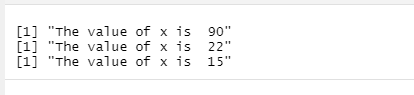 [1] "The value of x is  90"
[1] "The value of x is  22"
[1] "The value of x is  15"